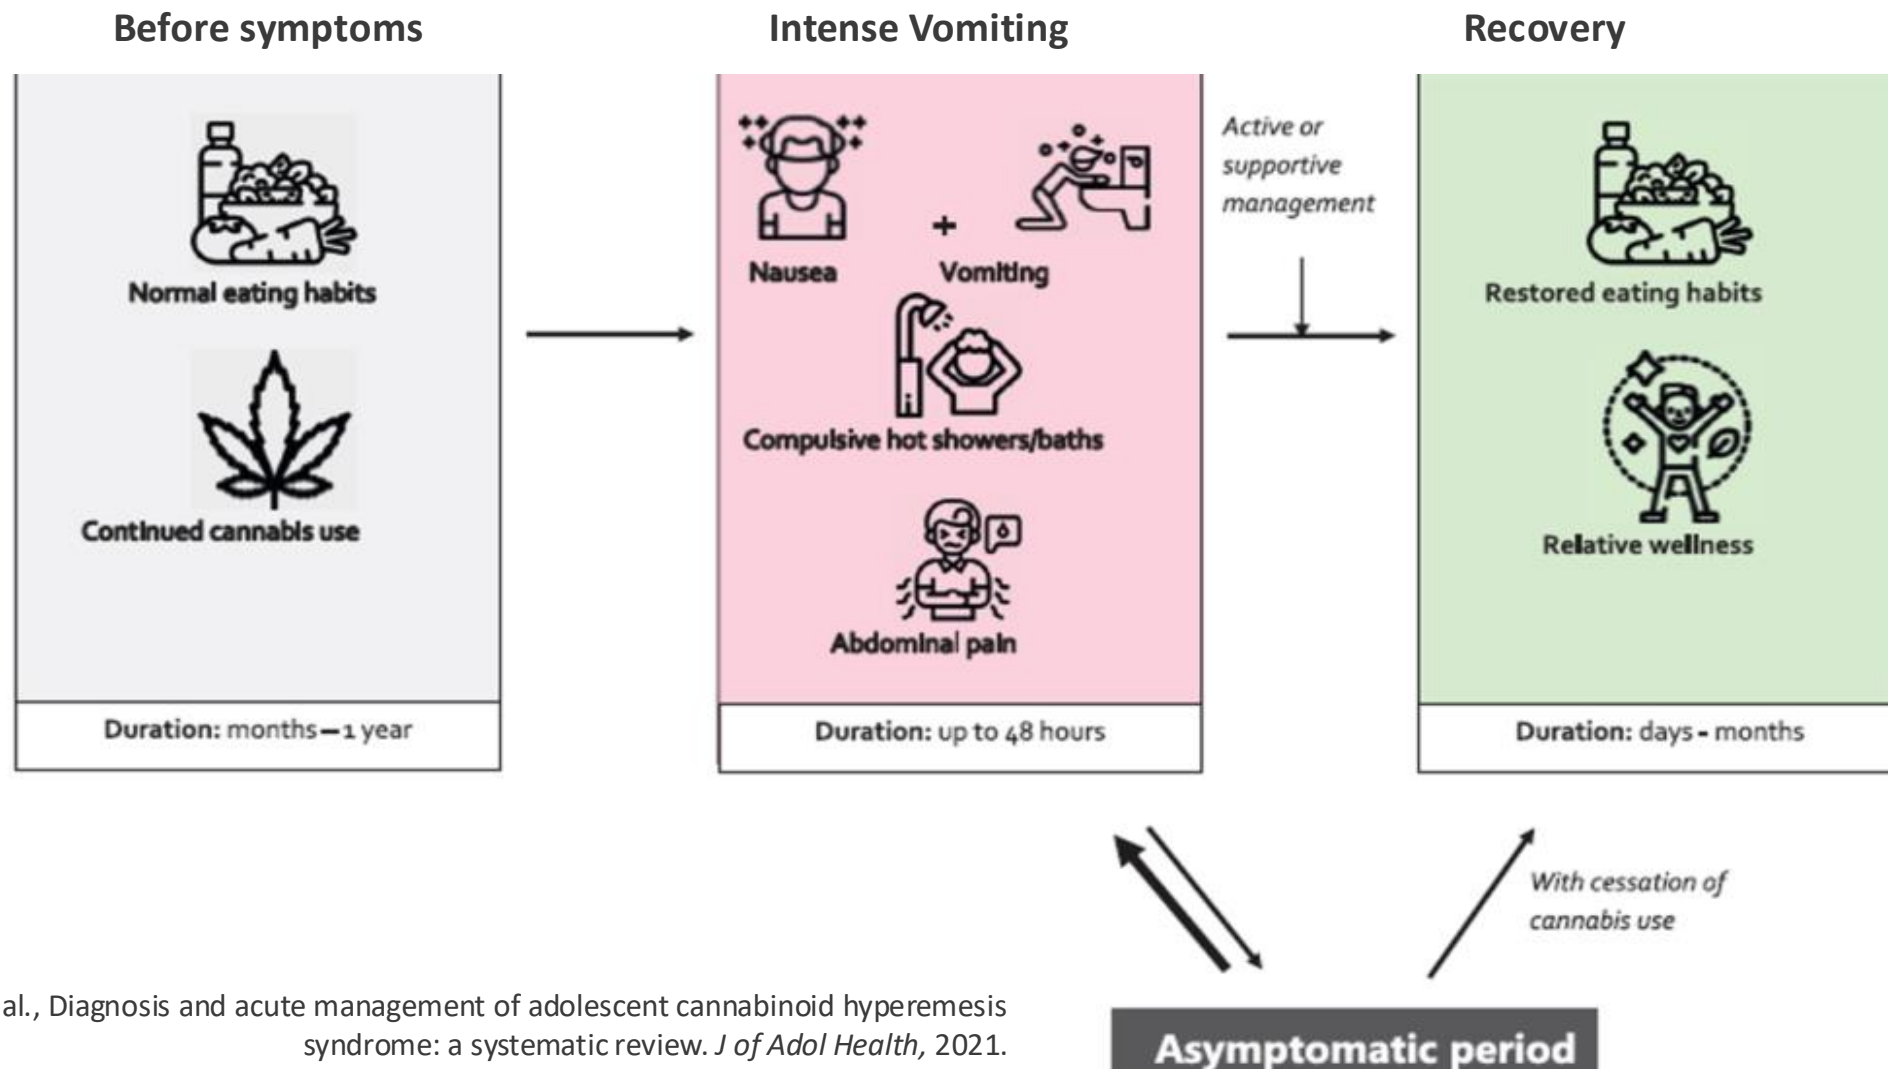 Before symptoms
Normal eating habits
Continued cannabis use
Duration: months—1 year
Intense Vomiting
Nausea
+
Vomiting
Compulsive hot showers/baths
Abdominal pain
Duration: up to 48 hours
Active or
supportive
management
Recovery
Restored eating habits
Relative wellness
Duration: days - months
With cessation of
cannabis use
Asymptomatic period
al., Diagnosis and acute management of adolescent cannabinoid hyperemesis
syndrome: a systematic review. J of Adol Health, 2021.